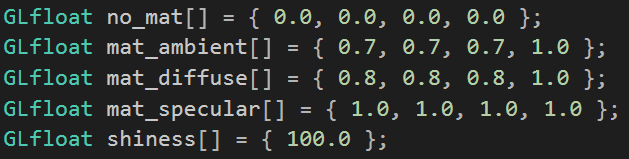 GLfloat no_mat[] = { 0.0, 0.0, 0.0, 0.0 };
GLfloat mat_ambient[] = { 0.7, 0.7, 0.7, 1.0 };
GLfloat mat_diffuse[] = { 0.8, 0.8, 0.8, 1.0 };
GLfloat mat_specular[] = { 1.0, 1.0, 1.0, 1.0 };
GLfloat shiness[] = { 100.0 };